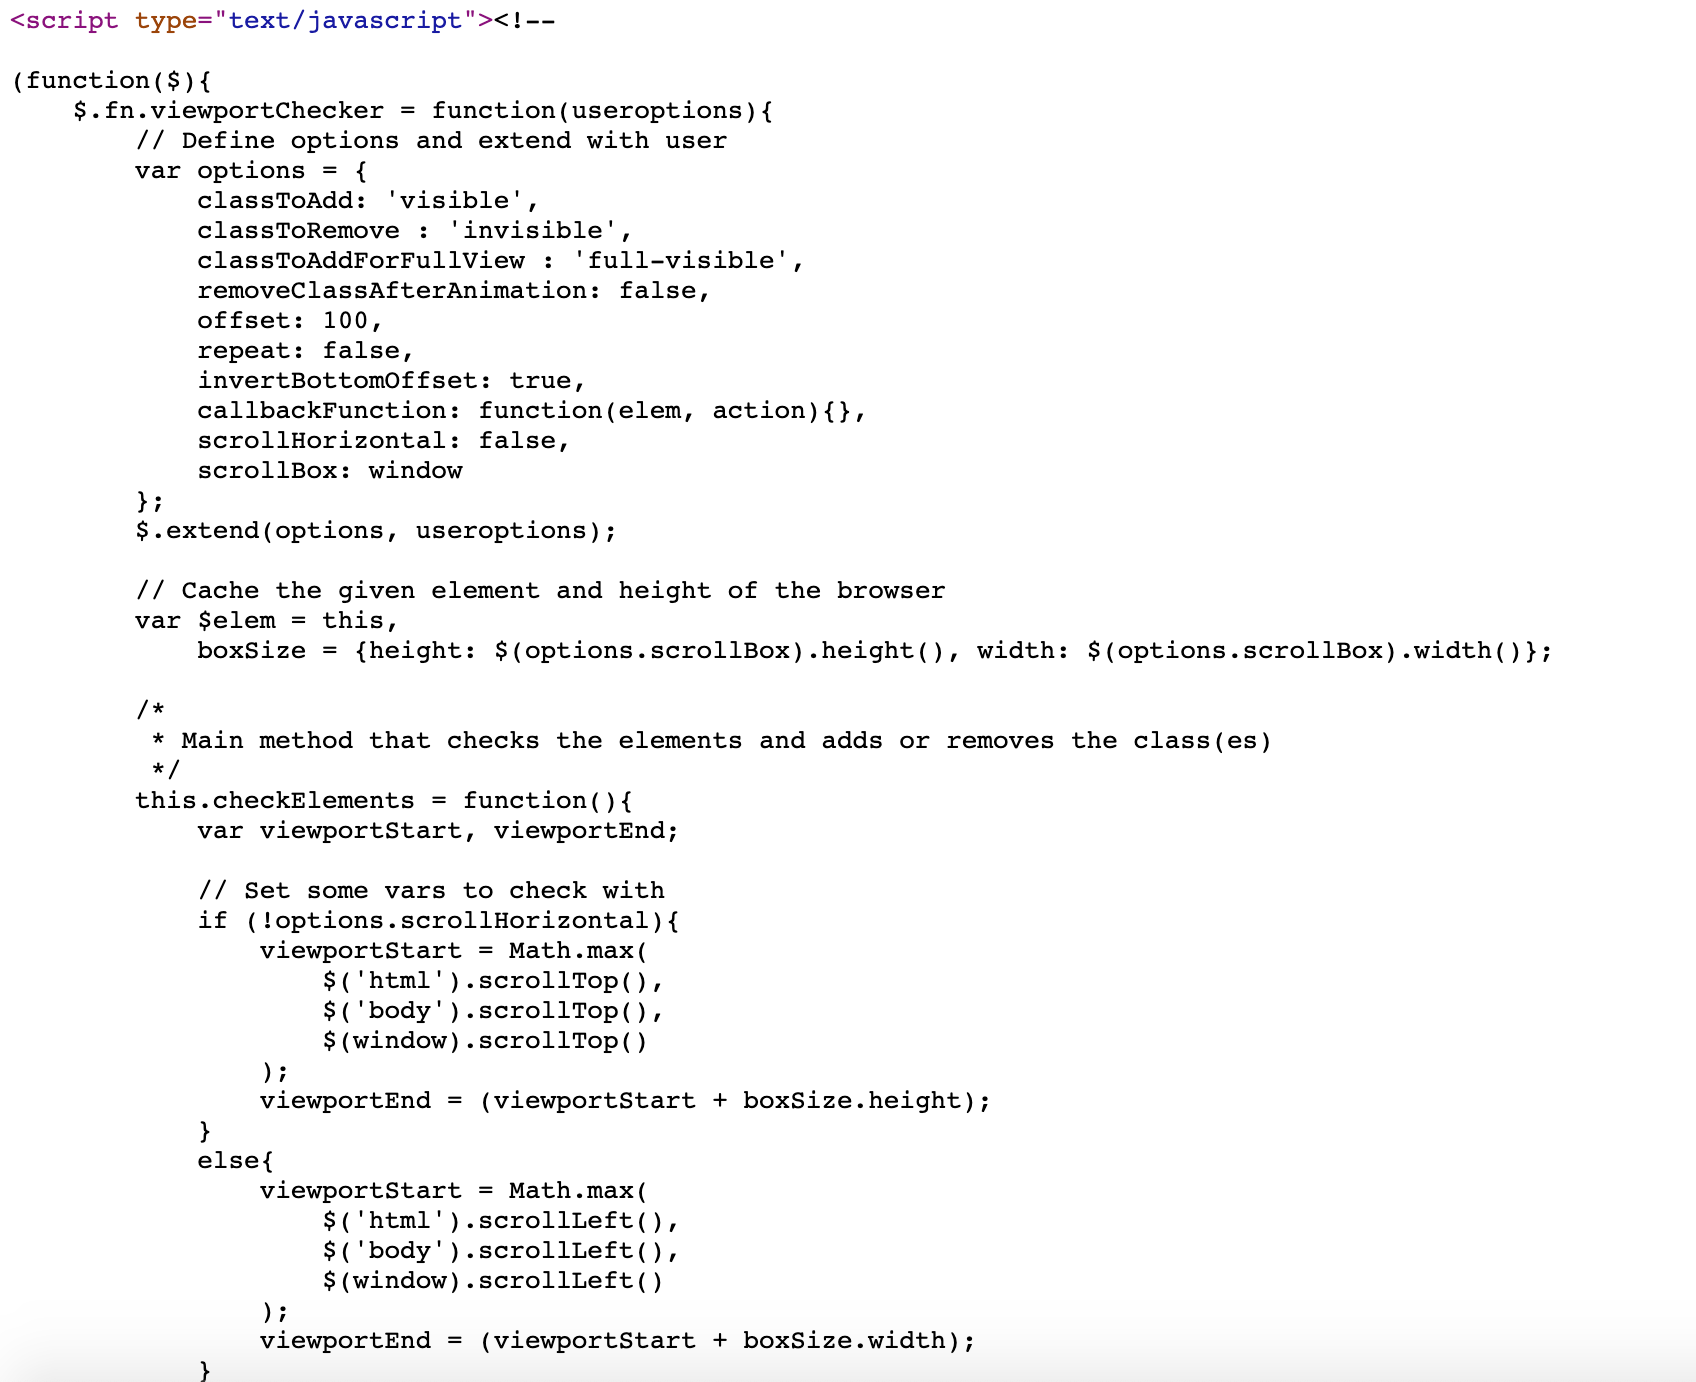 <script type="text/javascript"><!--
(function($){
    $.fn.viewportChecker = function(useroptions){
        // Define options and extend with user
        var options = {
            classToAdd: 'visible',
            classToRemove : 'invisible',
            classToAddForFullView : 'full-visible',
            removeClassAfterAnimation: false,
            offset: 100,
            repeat: false,
            invertBottomOffset: true,
            callbackFunction: function(elem, action){},
            scrollHorizontal: false,
            scrollBox: window
        };
        $.extend(options, useroptions);
        // Cache the given element and height of the browser
        var $elem = this,
            boxSize = {height: $(options.scrollBox).height(), width: $(options.scrollBox).width()};
        /*
         * Main method that checks the elements and adds or removes the class(es)
         */
        this.checkElements = function(){
            var viewportStart, viewportEnd;
            // Set some vars to check with
            if (!options.scrollHorizontal){
                viewportStart = Math.max(
                    $('html').scrollTop(),
                    $('body').scrollTop(),
                    $(window).scrollTop()
                );
                viewportEnd = (viewportStart + boxSize.height);
            }
            else{
                viewportStart = Math.max(
                    $('html').scrollLeft(),
                    $('body').scrollLeft(),
                    $(window).scrollLeft()
                );
                viewportEnd = (viewportStart + boxSize.width);
            }